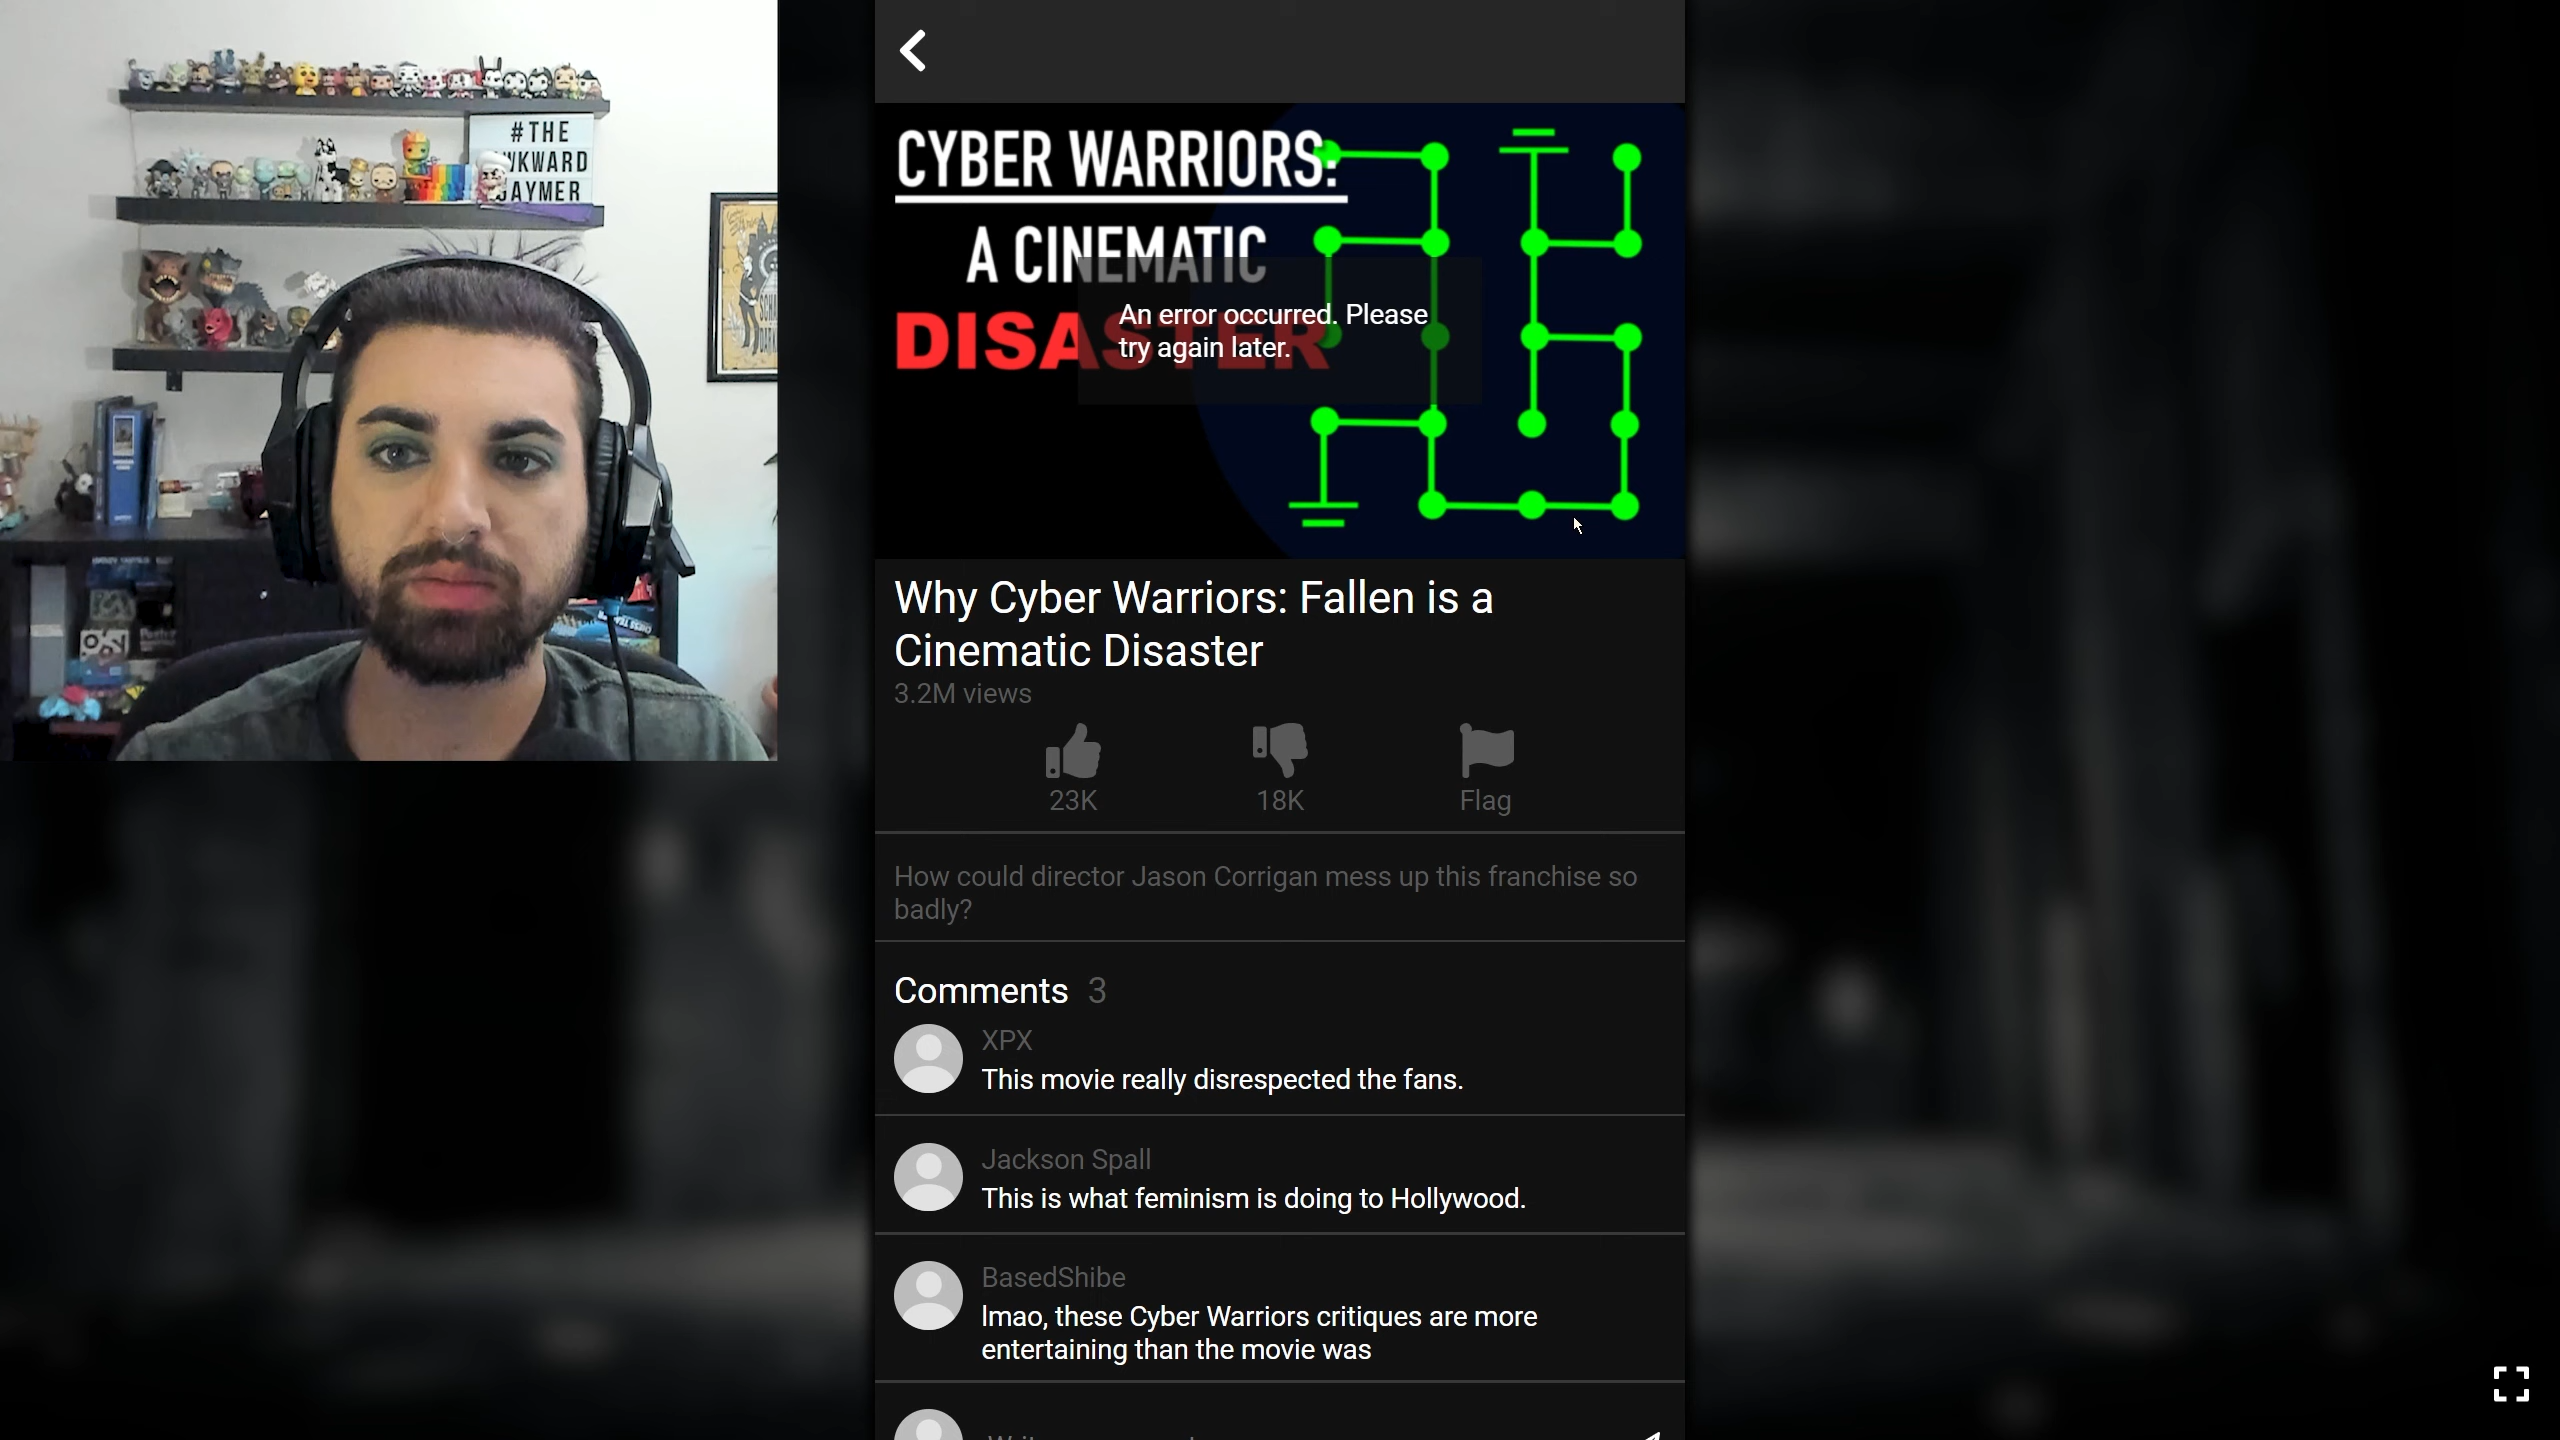 #THE
WKWARD
GAYMER
CYBER WARRIORS:
A CINEMATIC
DISASTER
An error occurred. Please
try again later.
Why Cyber Warriors: Fallen is a
Cinematic Disaster
3.2M views
23K
18K
Flag
How could director Jason Corrigan mess up this franchise so
badly?
Comments 3
XPX
This movie really disrespected the fans.
Jackson Spall
This is what feminism is doing to Hollywood.
BasedShibe
lmao, these Cyber Warriors critiques are more
entertaining than the movie was